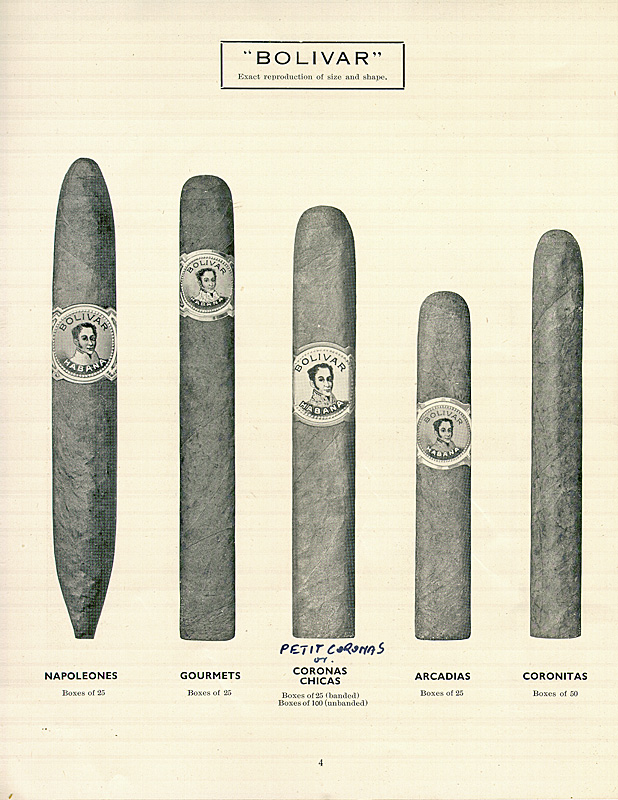 "BOLIVAR"
Exact reproduction of size and shape.
BOLIVAR
HABANA
BOLIVAR
HABANA
BOLIVAR
HABANA
BOLIVAR
HABANA
PETIT CORONAS
or.
NAPOLEONES
Boxes of 25
GOURMETS
Boxes of 25
CORONAS
CHICAS
Boxes of 25 (banded)
Boxes of 100 (unbanded)
ARCADIAS
Boxes of 25
CORONITAS
Boxes of 50
4